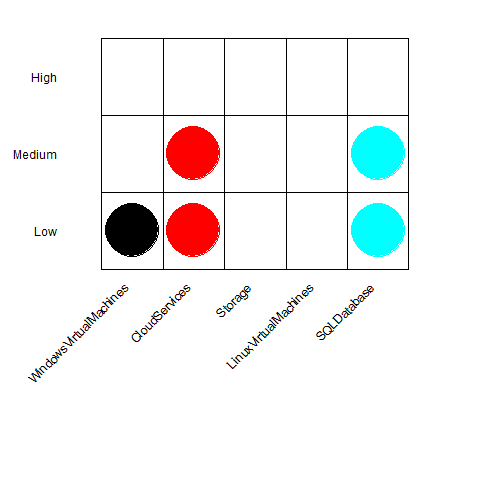 High
Medium
Low
WindowsVirtualMachines
CloudServices
Storage
LinuxVirtualMachines
SQLDatabase